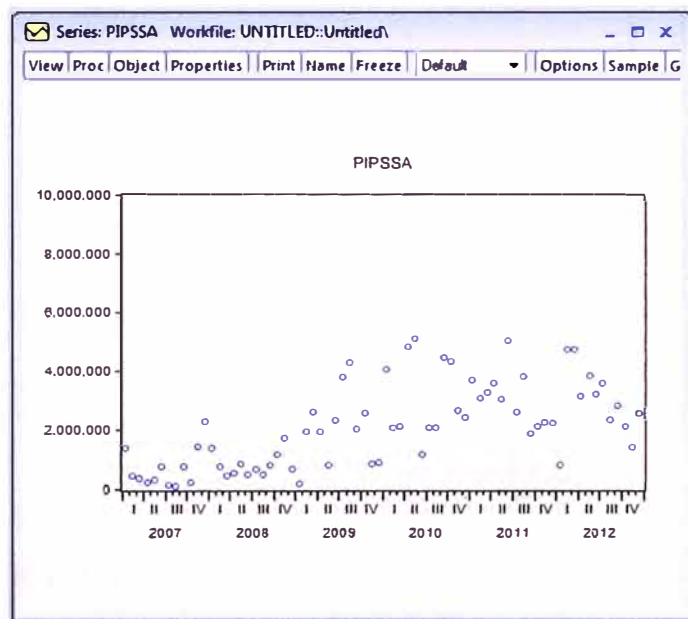 Series: PIPSSA Workfile: UNTITLED::Untitled\
View Proc Object Properties Print Name Freeze Default Options Sample G
PIPSSA
10,000.000
8,000.000
6,000.000
4,000.000
2,000.000
0
I II III IV I II III IV I II III IV I II III IV I II III IV I II III IV
2007 2008 2009 2010 2011 2012